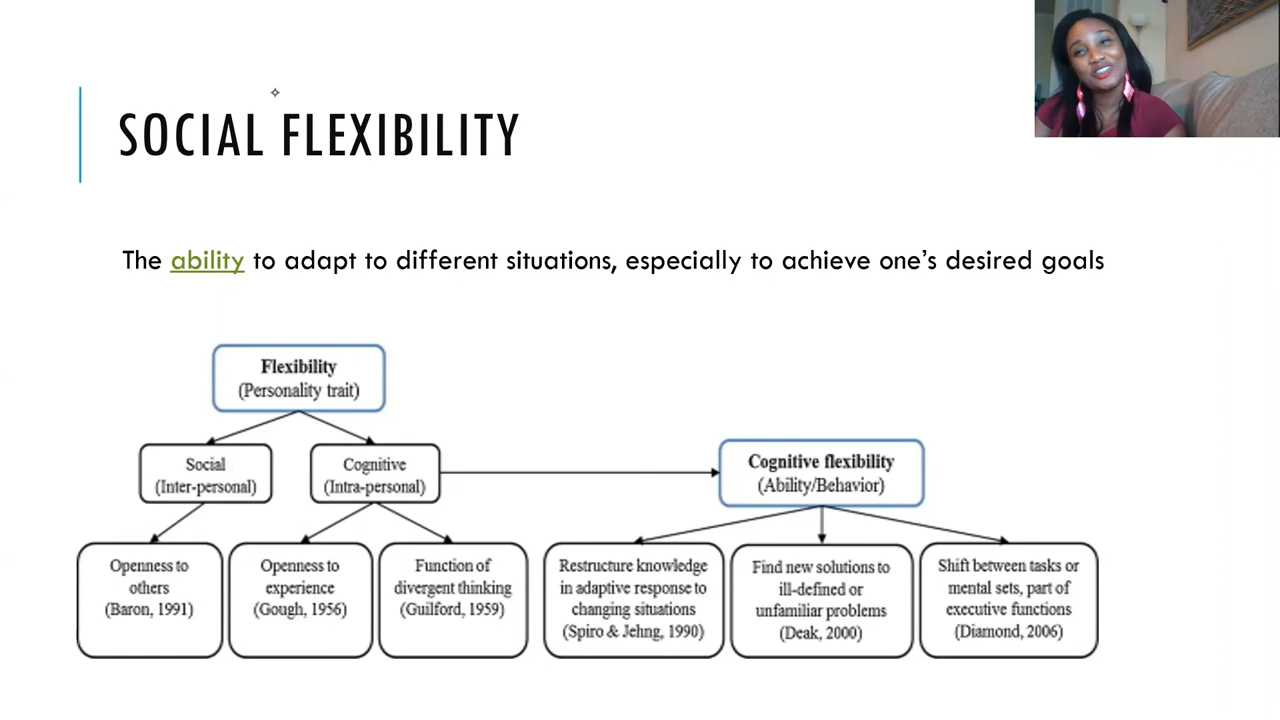 SOCIAL FLEXIBILITY
The ability to adapt to different situations, especially to achieve one's desired goals
Flexibility
(Personality trait)
Social
(Inter-personal)
Cognitive
(Intra-personal)
Cognitive flexibility
(Ability/Behavior)
Openness to
others
(Baron, 1991)
Openness to
experience
(Gough, 1956)
Function of
divergent thinking
(Guilford, 1959)
Restructure knowledge
in adaptive response to
changing situations
(Spiro & Jehng, 1990)
Find new solutions to
ill-defined or
unfamiliar problems
(Deak, 2000)
Shift between tasks or
mental sets, part of
executive functions
(Diamond, 2006)